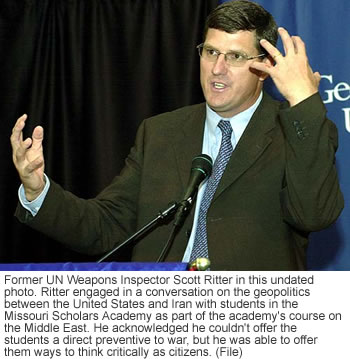 Ge
U
Former UN Weapons Inspector Scott Ritter in this undated
photo. Ritter engaged in a conversation on the geopolitics
between the United States and Iran with students in the
Missouri Scholars Academy as part of the academy's course on
the Middle East. He acknowledged he couldn't offer the
students a direct preventive to war, but he was able to offer
them ways to think critically as citizens. (File)